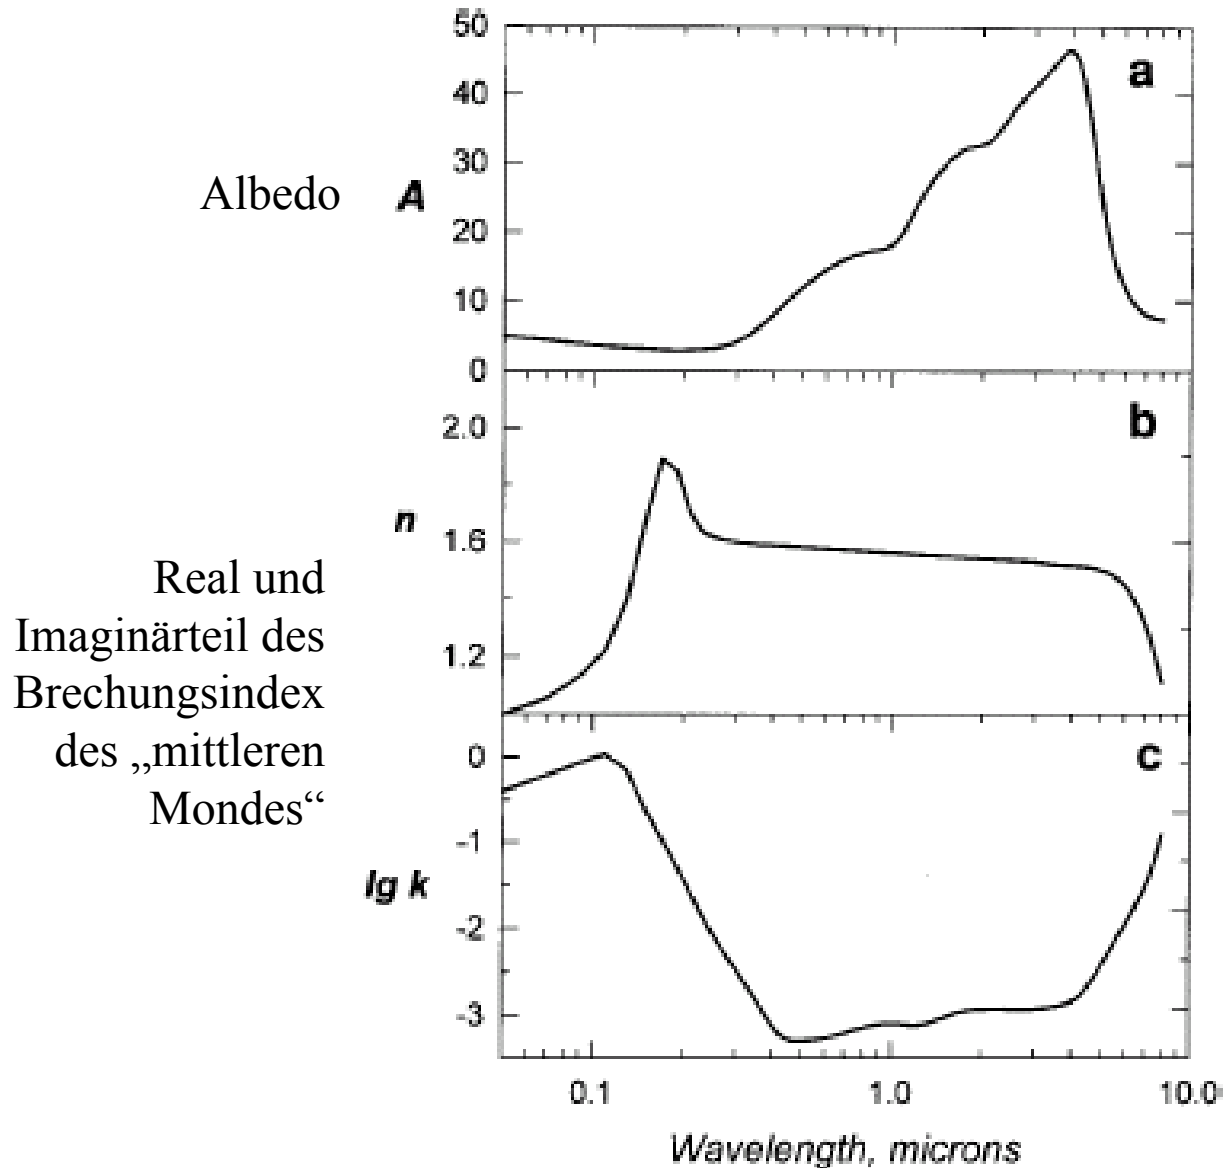 50
40
30
20
10
0
a
Albedo A
2.0
1.6
1.2
b
n
Real und
Imaginärteil des
Brechungsindex
des „mittleren
Mondes“
0
-1
-2
-3
c
lg k
0.1 1.0 10.0
Wavelength, microns